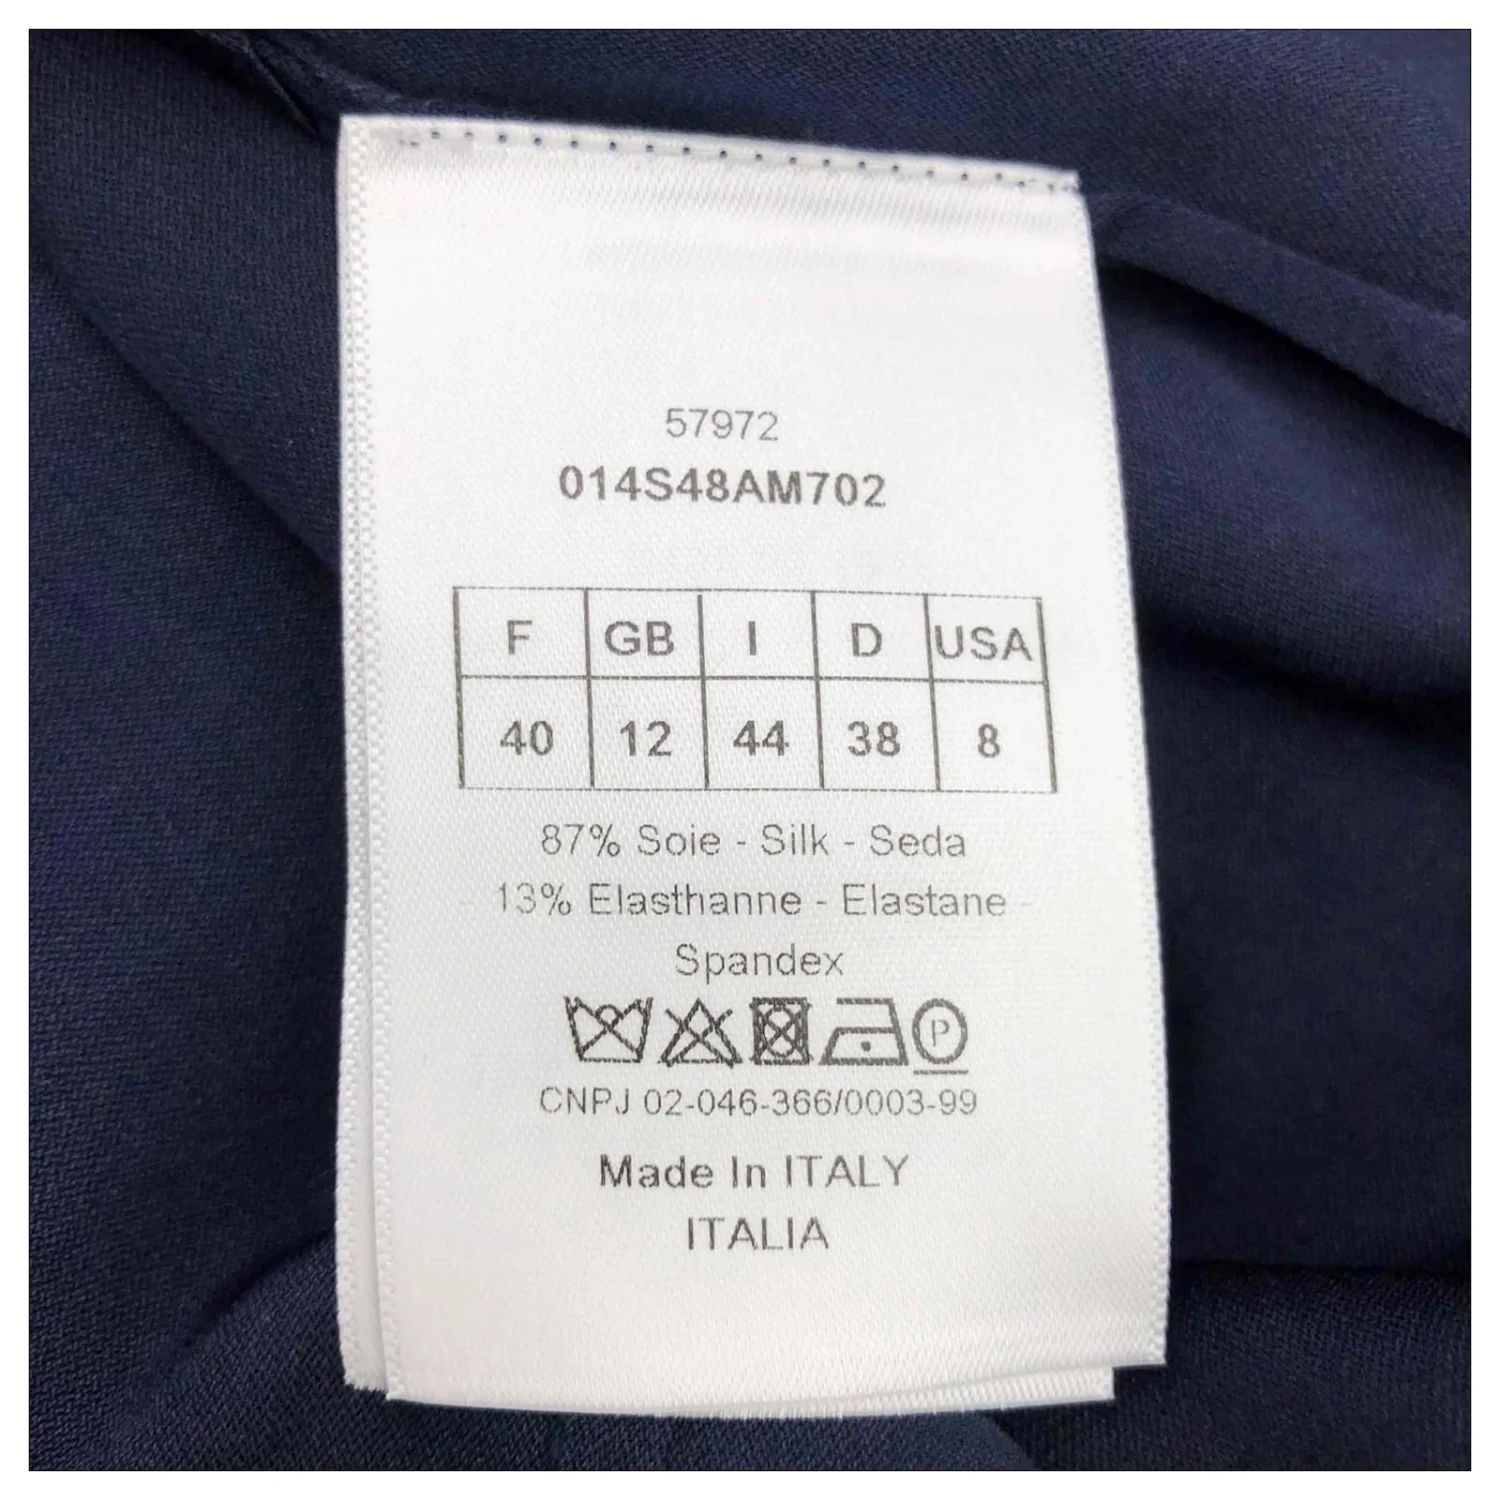 57972
014S48AM702
F GB I D USA
40 12 44 38 8
87% Soie - Silk - Seda
13% Elasthanne - Elastane
Spandex
P
CNPJ 02-046-366/0003-99
Made In ITALY
ITALIA